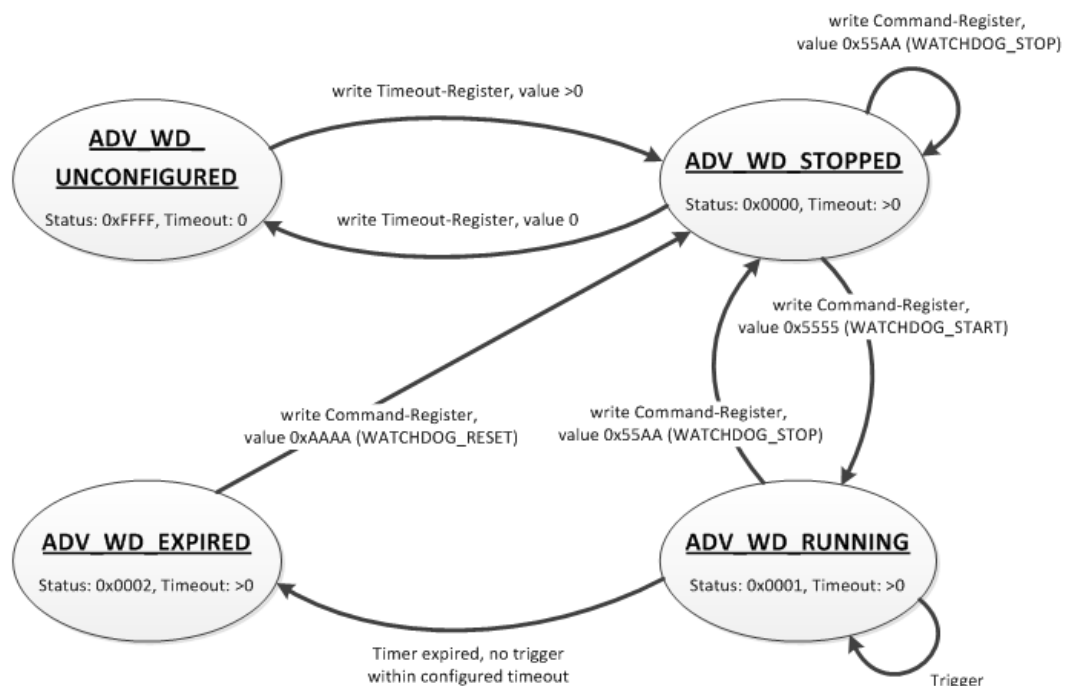 write Command-Register,
value 0x55AA (WATCHDOG_STOP)
write Timeout-Register, value >0
ADV_WD_
UNCONFIGURED
Status: 0xFFFF, Timeout: 0
ADV_WD_STOPPED
Status: 0x0000, Timeout: >0
write Timeout-Register, value 0
write Command-Register,
value 0x5555 (WATCHDOG_START)
write Command-Register,
value 0xAAAA (WATCHDOG_RESET)
write Command-Register,
value 0x55AA (WATCHDOG_STOP)
ADV_WD_EXPIRED
Status: 0x0002, Timeout: >0
ADV_WD_RUNNING
Status: 0x0001, Timeout: >0
Timer expired, no trigger
within configured timeout
Trigger